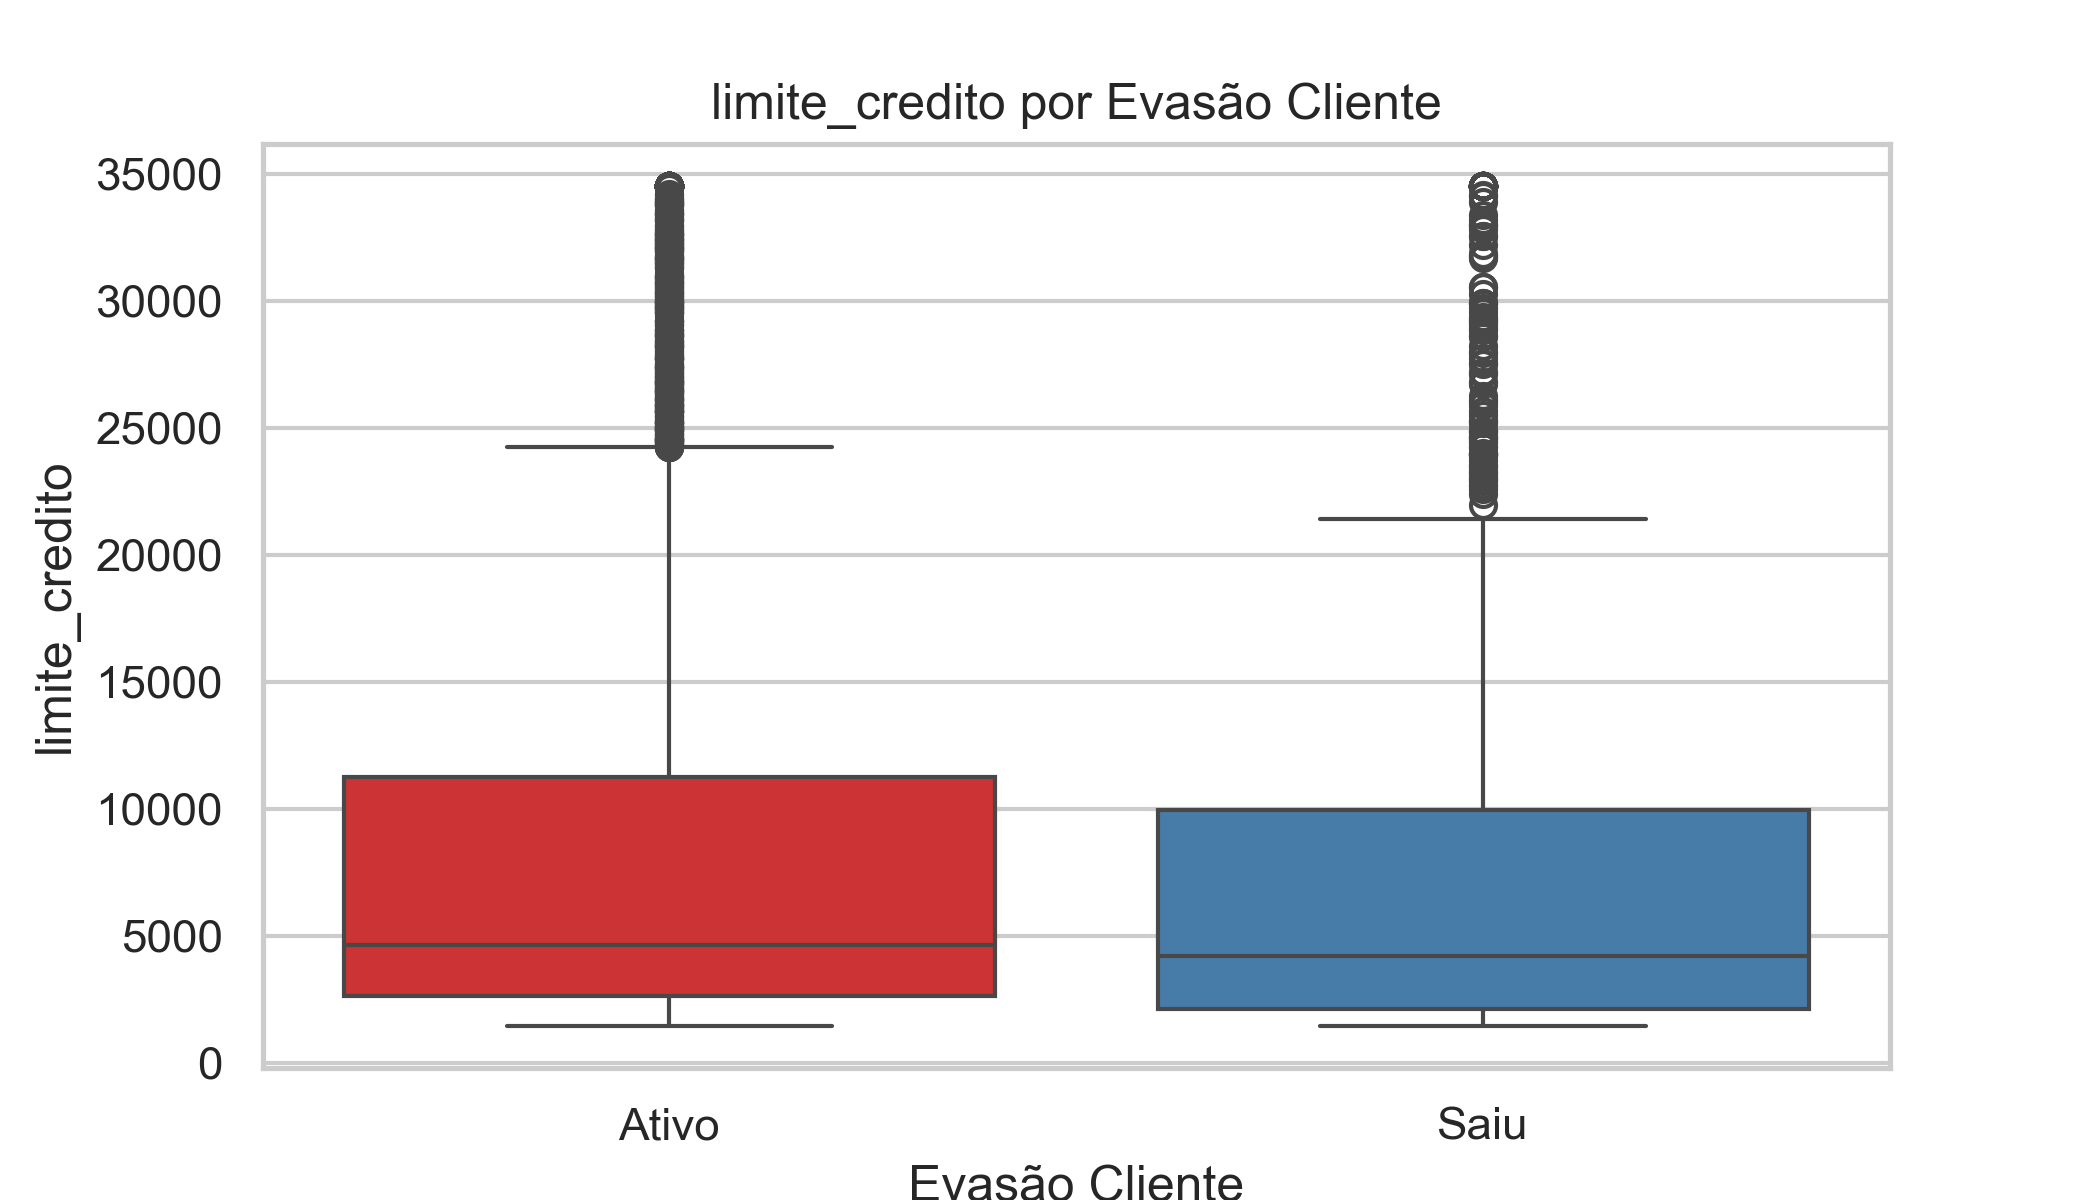 limite_credito por Evasão Cliente
35000
30000
25000
20000
15000
10000
5000
0
limite_credito
Ativo
Saiu
Evasão Cliente